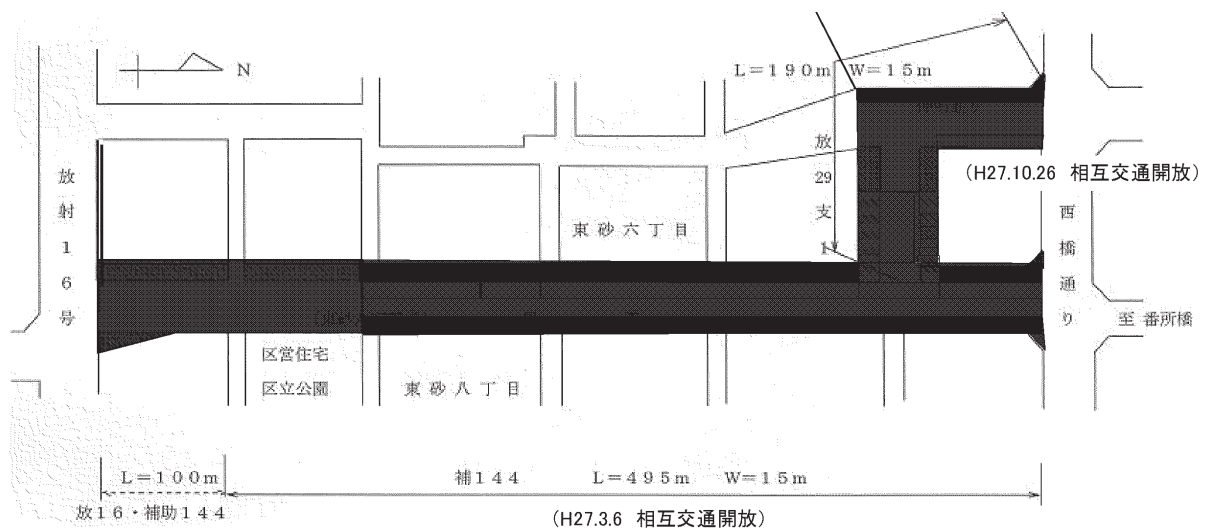 N
L=190m W=15m
放射16号
放29支1
(H27.10.26 相互交通開放)
東砂六丁目
西橋通り
至 番所橋
区営住宅
区立公園
東砂八丁目
L=100m
補144 L=495m W=15m
放16・補助144
(H27.3.6 相互交通開放)